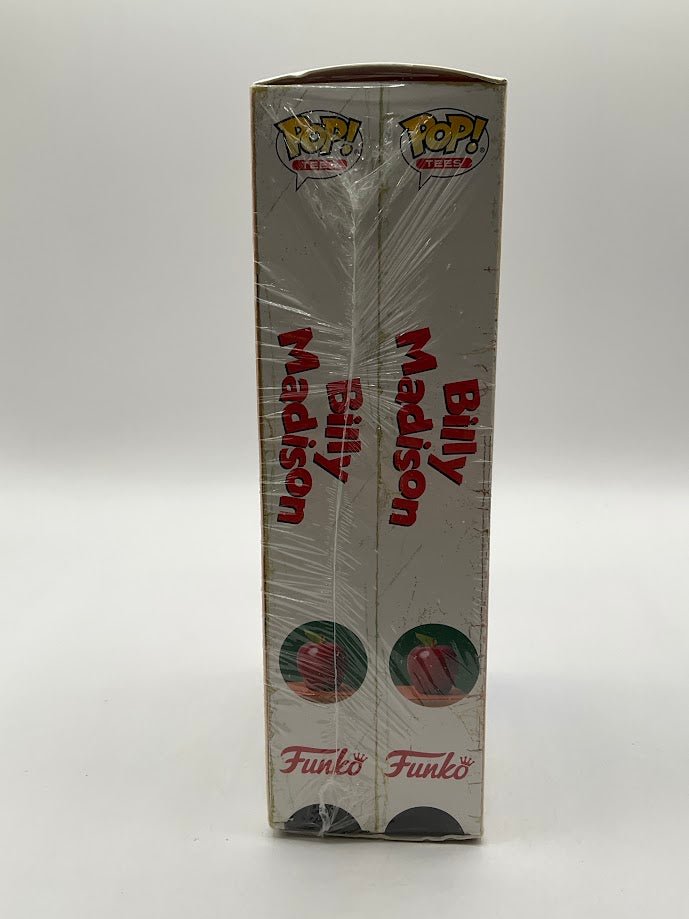 POP!
TEES
POP!
TEES
Billy
Madison
Billy
Madison
Funko
Funko